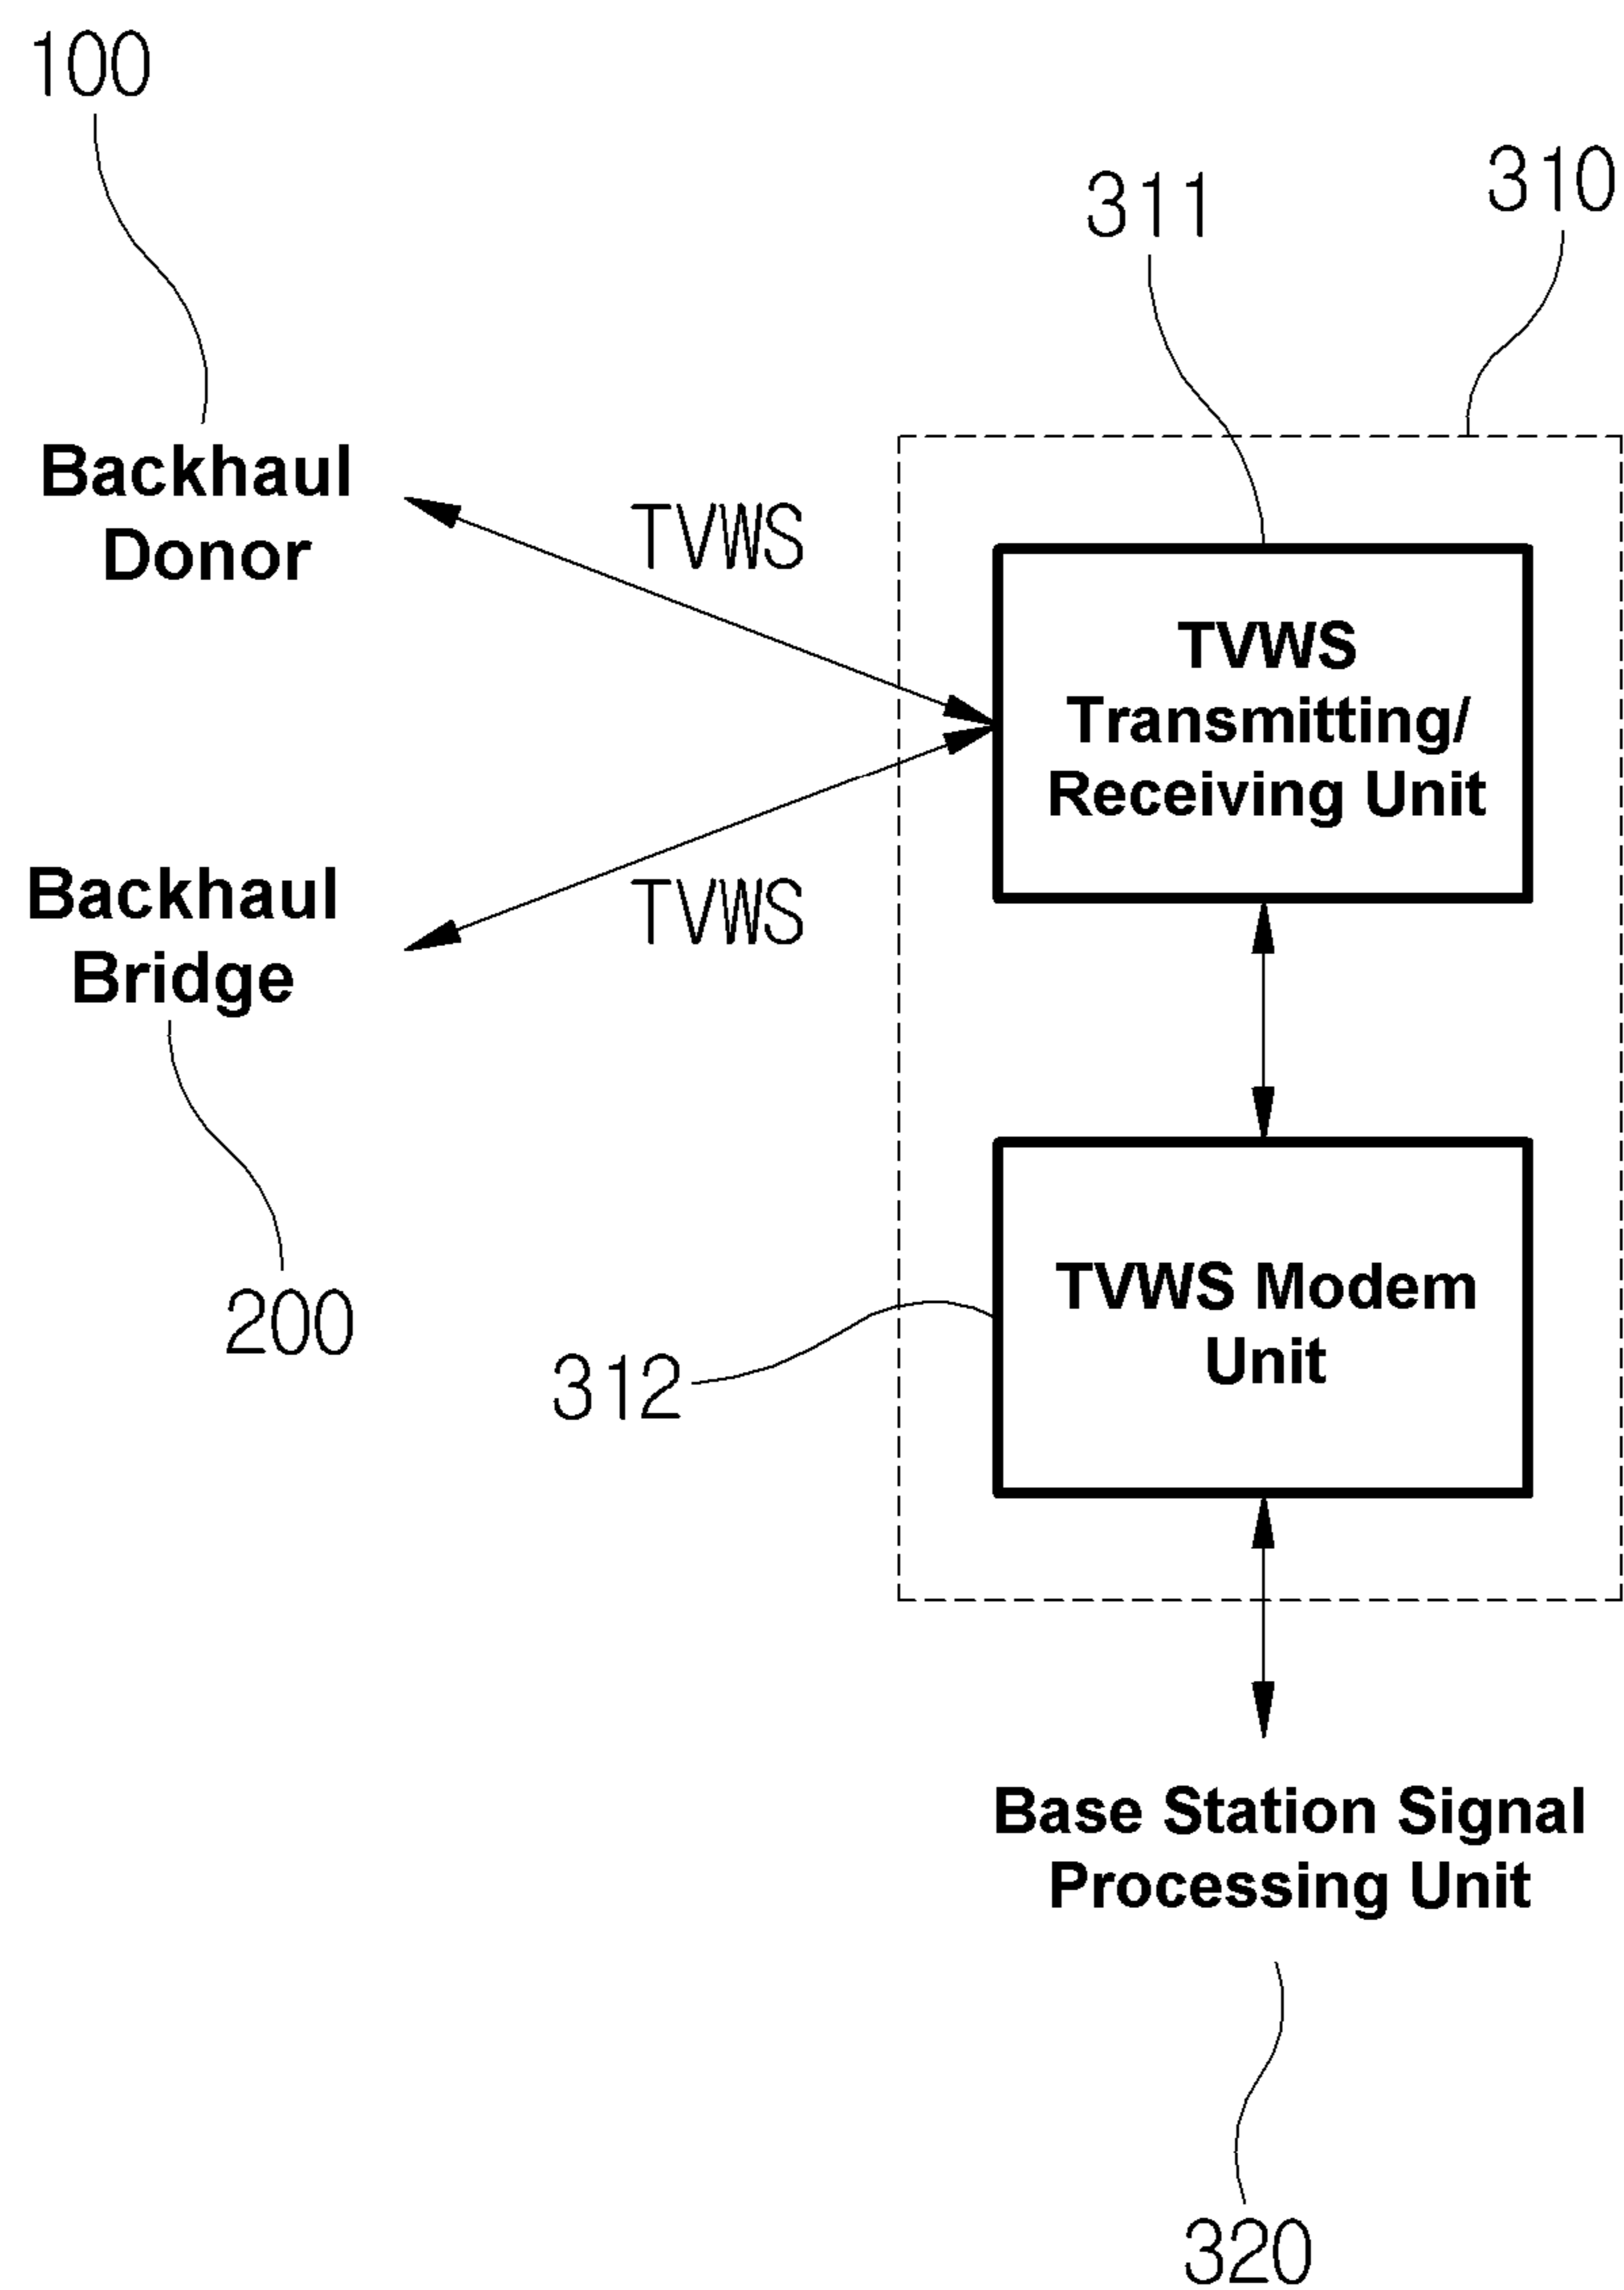 100
310
311
Backhaul
Donor
TVWS
TVWS
Transmitting/
Receiving Unit
Backhaul
Bridge
TVWS
200
TVWS Modem
Unit
312
Base Station Signal
Processing Unit
320